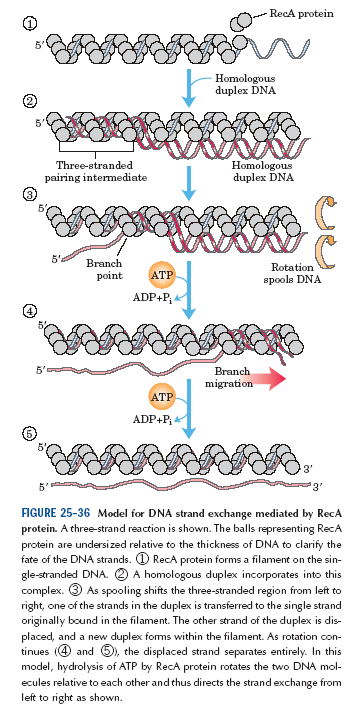 RecA protein
①
5′
Homologous
duplex DNA
②
5′
Three-stranded
pairing intermediate
Homologous
duplex DNA
③
5′
5′
Branch
point
Rotation
spools DNA
ATP
ADP+Pi
④
5′
5′
Branch
migration
ATP
ADP+Pi
⑤
5′
3′
5′
3′
FIGURE 25–36 Model for DNA strand exchange mediated by RecA
protein. A three-strand reaction is shown. The balls representing RecA
protein are undersized relative to the thickness of DNA to clarify the
fate of the DNA strands. ① RecA protein forms a filament on the sin-
gle-stranded DNA. ② A homologous duplex incorporates into this
complex. ③ As spooling shifts the three-stranded region from left to
right, one of the strands in the duplex is transferred to the single strand
originally bound in the filament. The other strand of the duplex is dis-
placed, and a new duplex forms within the filament. As rotation con-
tinues (④ and ⑤), the displaced strand separates entirely. In this
model, hydrolysis of ATP by RecA protein rotates the two DNA mol-
ecules relative to each other and thus directs the strand exchange from
left to right as shown.